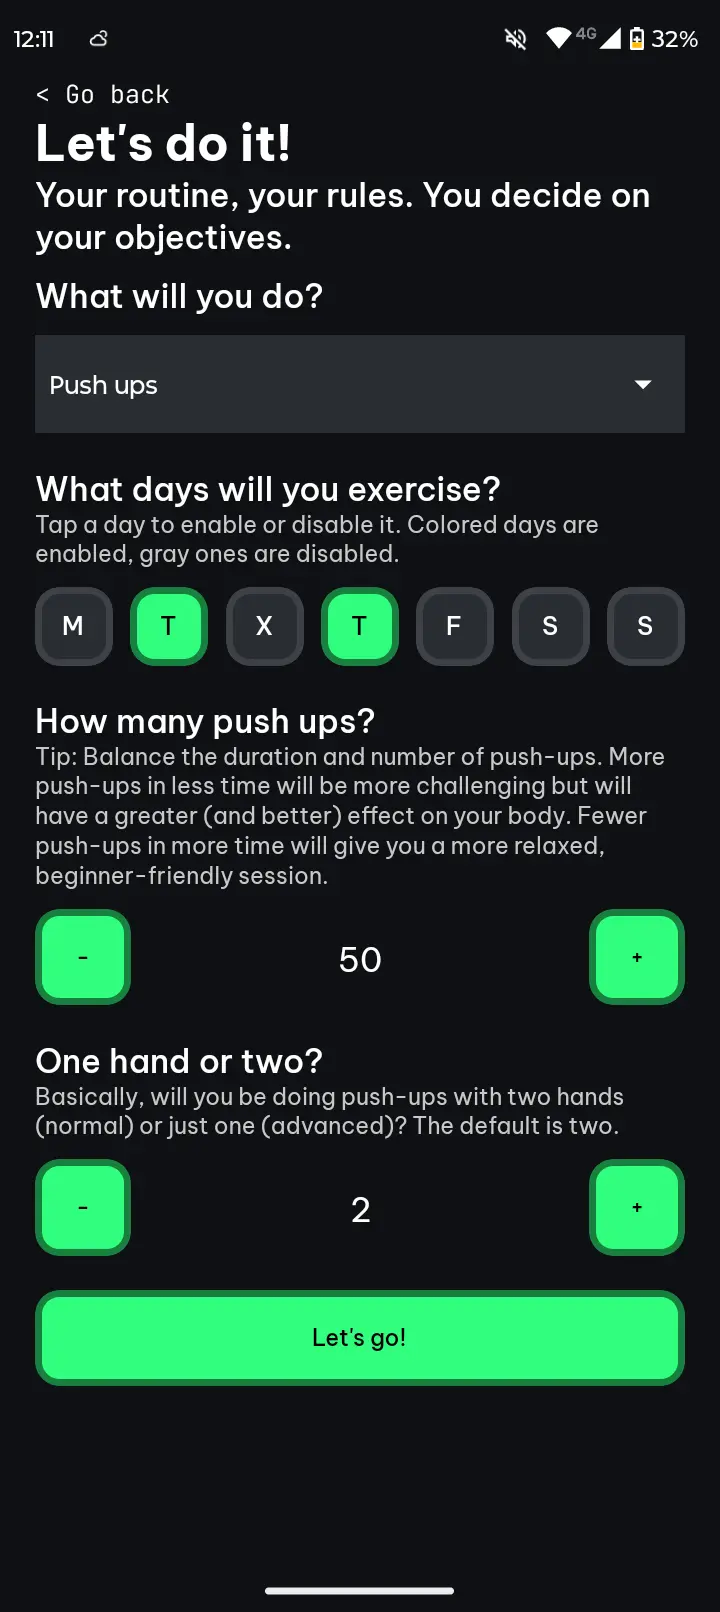 12:11 4G 32%
< Go back
Let's do it!
Your routine, your rules. You decide on
your objectives.
What will you do?
Push ups
What days will you exercise?
Tap a day to enable or disable it. Colored days are
enabled, gray ones are disabled.
M T X T F S S
How many push ups?
Tip: Balance the duration and number of push-ups. More
push-ups in less time will be more challenging but will
have a greater (and better) effect on your body. Fewer
push-ups in more time will give you a more relaxed,
beginner-friendly session.
- 50 +
One hand or two?
Basically, will you be doing push-ups with two hands
(normal) or just one (advanced)? The default is two.
- 2 +
Let's go!